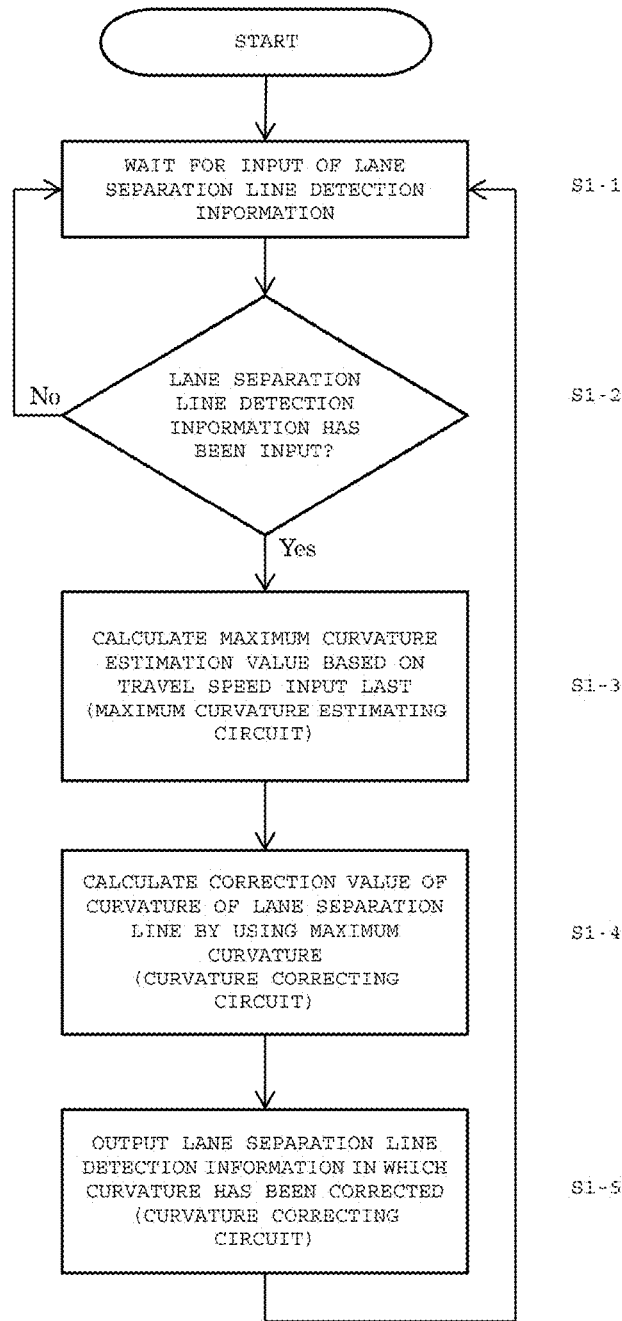 START
WAIT FOR INPUT OF LANE
SEPARATION LINE DETECTION
INFORMATION
S1-1
LANE SEPARATION
LINE DETECTION
INFORMATION HAS
BEEN INPUT?
S1-2
No
Yes
CALCULATE MAXIMUM CURVATURE
ESTIMATION VALUE BASED ON
TRAVEL SPEED INPUT LAST
(MAXIMUM CURVATURE ESTIMATING
CIRCUIT)
S1-3
CALCULATE CORRECTION VALUE OF
CURVATURE OF LANE SEPARATION
LINE BY USING MAXIMUM
CURVATURE
(CURVATURE CORRECTING
CIRCUIT)
S1-4
OUTPUT LANE SEPARATION LINE
DETECTION INFORMATION IN WHICH
CURVATURE HAS BEEN CORRECTED
(CURVATURE CORRECTING
CIRCUIT)
S1-5